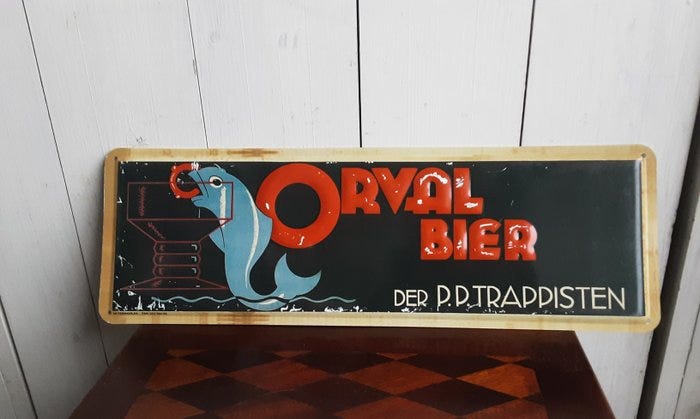 ORVAL
BIER
DER P.P. TRAPPISTEN